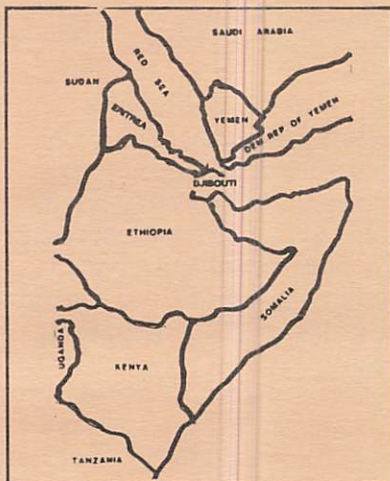 SAUDI ARABIA
RED SEA
SUDAN
YEMEN
ERITREA
DEM REP OF YEMEN
DJIBOUTI
ETHIOPIA
SOMALIA
UGANDA
KENYA
TANZANIA